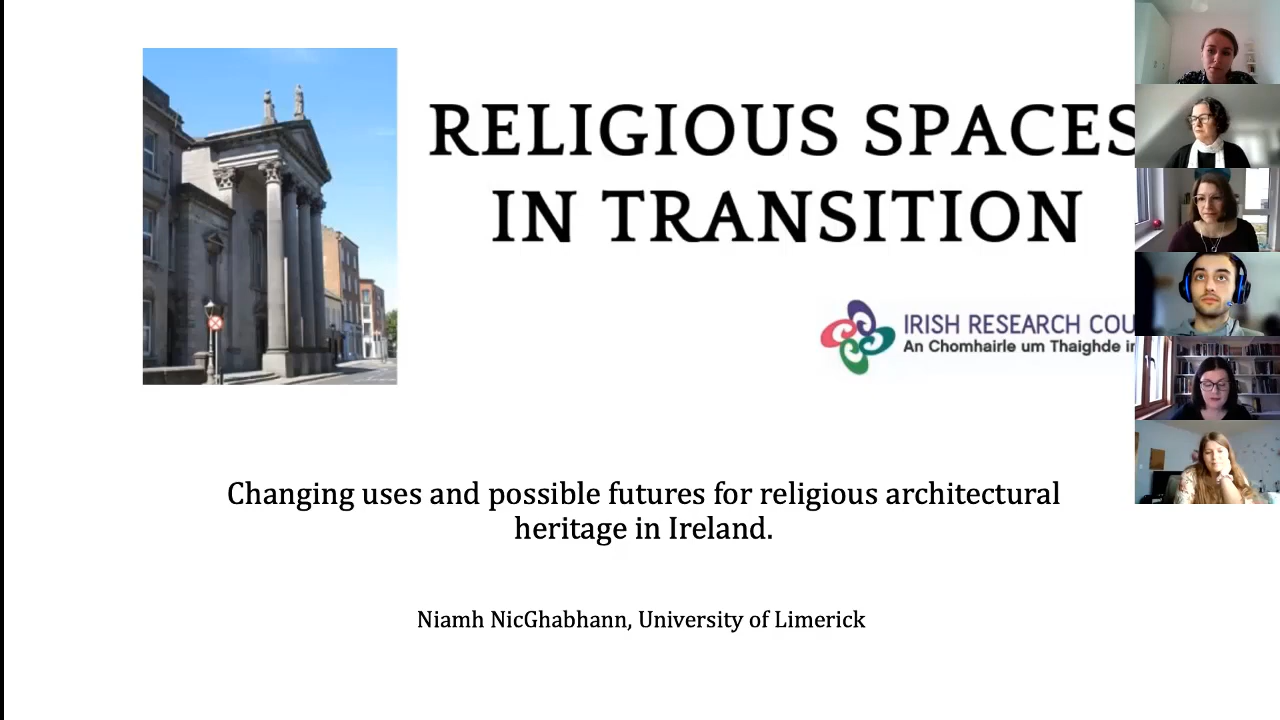 RELIGIOUS SPACES
IN TRANSITION
IRISH RESEARCH COU
An Chomhairle um Thaighde in
Changing uses and possible futures for religious architectural
heritage in Ireland.
Niamh NicGhabhann, University of Limerick